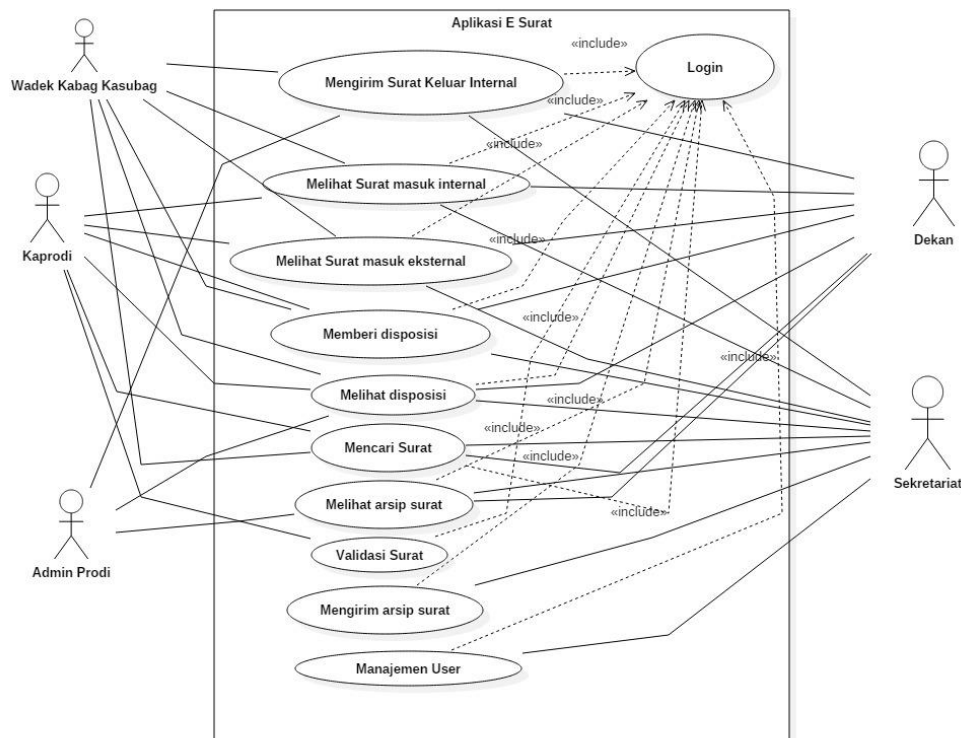 Aplikasi E Surat
«include»
Login
Mengirim Surat Keluar Internal
Wadek Kabag Kasubag
«include»
«include»
Melihat Surat masuk internal
Kaprodi
Dekan
«include»
Melihat Surat masuk eksternal
«include»
Memberi disposisi
«include»
Melihat disposisi
«include»
«include»
Mencari Surat
«include»
Sekretariat
Melihat arsip surat
«include»
Validasi Surat
Admin Prodi
Mengirim arsip surat
Manajemen User